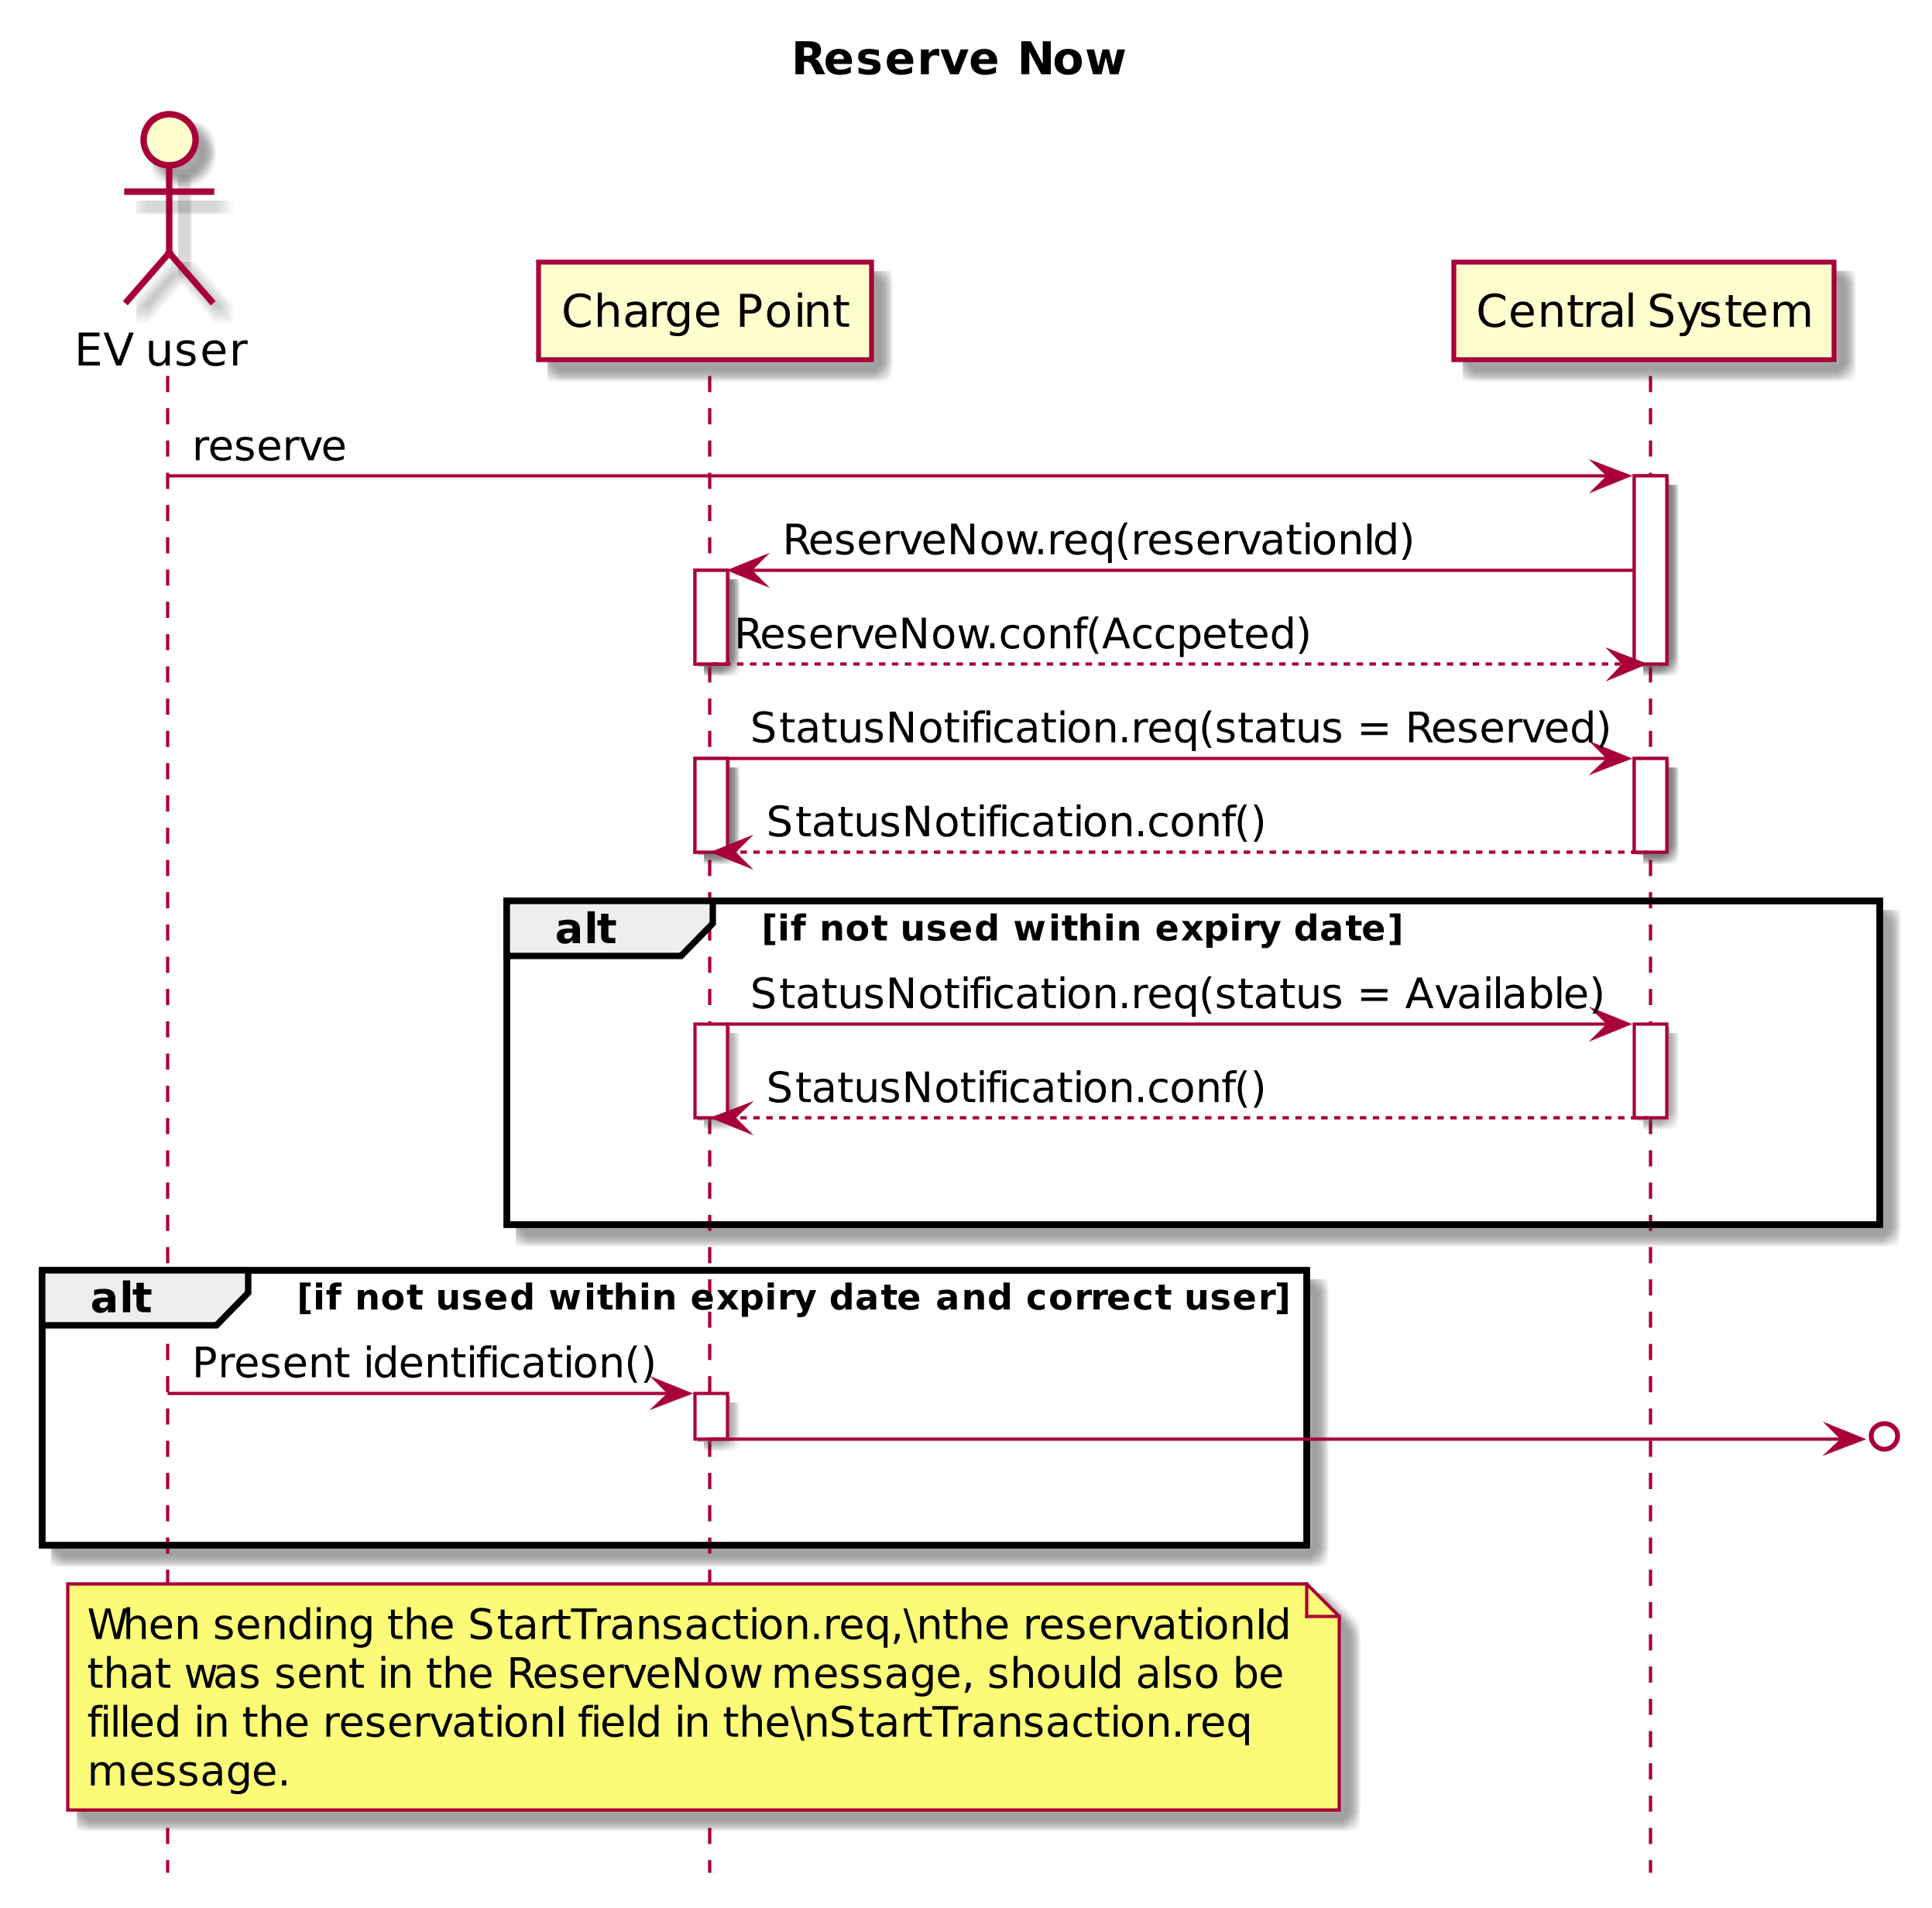 Reserve Now
EV user
Charge Point
Central System
reserve
ReserveNow.req(reservationId)
ReserveNow.conf(Accpeted)
StatusNotification.req(status = Reserved)
StatusNotification.conf()
alt
[if not used within expiry date]
StatusNotification.req(status = Available)
StatusNotification.conf()
alt
[if not used within expiry date and correct user]
Present identification()
When sending the StartTransaction.req,\nthe reservationId
that was sent in the ReserveNow message, should also be
filled in the reservationI field in the\nStartTransaction.req
message.